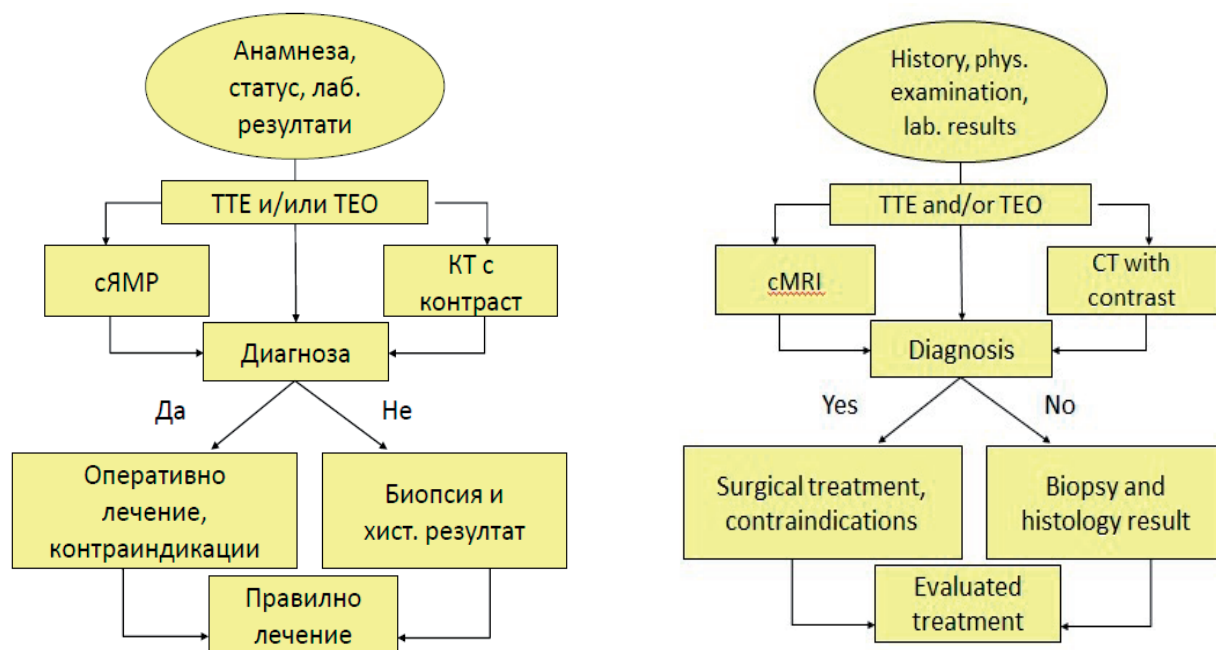 Анамнеза,
статус, лаб.
резултати
ТТЕ и/или ТЕО
сЯМР
КТ с
контраст
Диагноза
Да
Не
Оперативно
лечение,
контраиндикации
Биопсия и
хист. резултат
Правилно
лечение
History, phys.
examination,
lab. results
TTE and/or TEO
cMRI
CT with
contrast
Diagnosis
Yes
No
Surgical treatment,
contraindications
Biopsy and
histology result
Evaluated
treatment